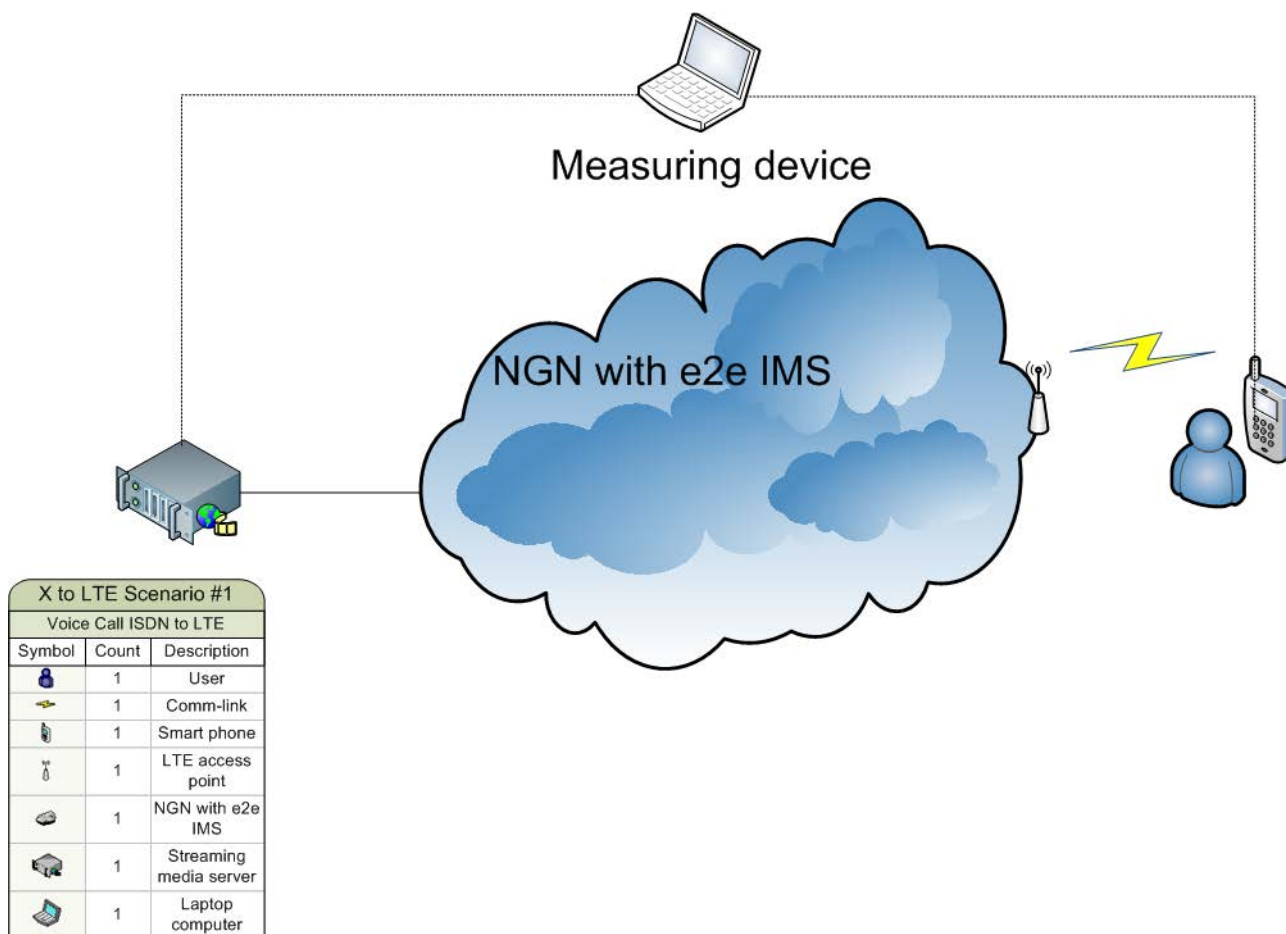 Measuring device
NGN with e2e IMS
X to LTE Scenario #1
Voice Call ISDN to LTE
Symbol Count Description
1 User
1 Comm-link
1 Smart phone
1 LTE access
point
1 NGN with e2e
IMS
1 Streaming
media server
1 Laptop
computer